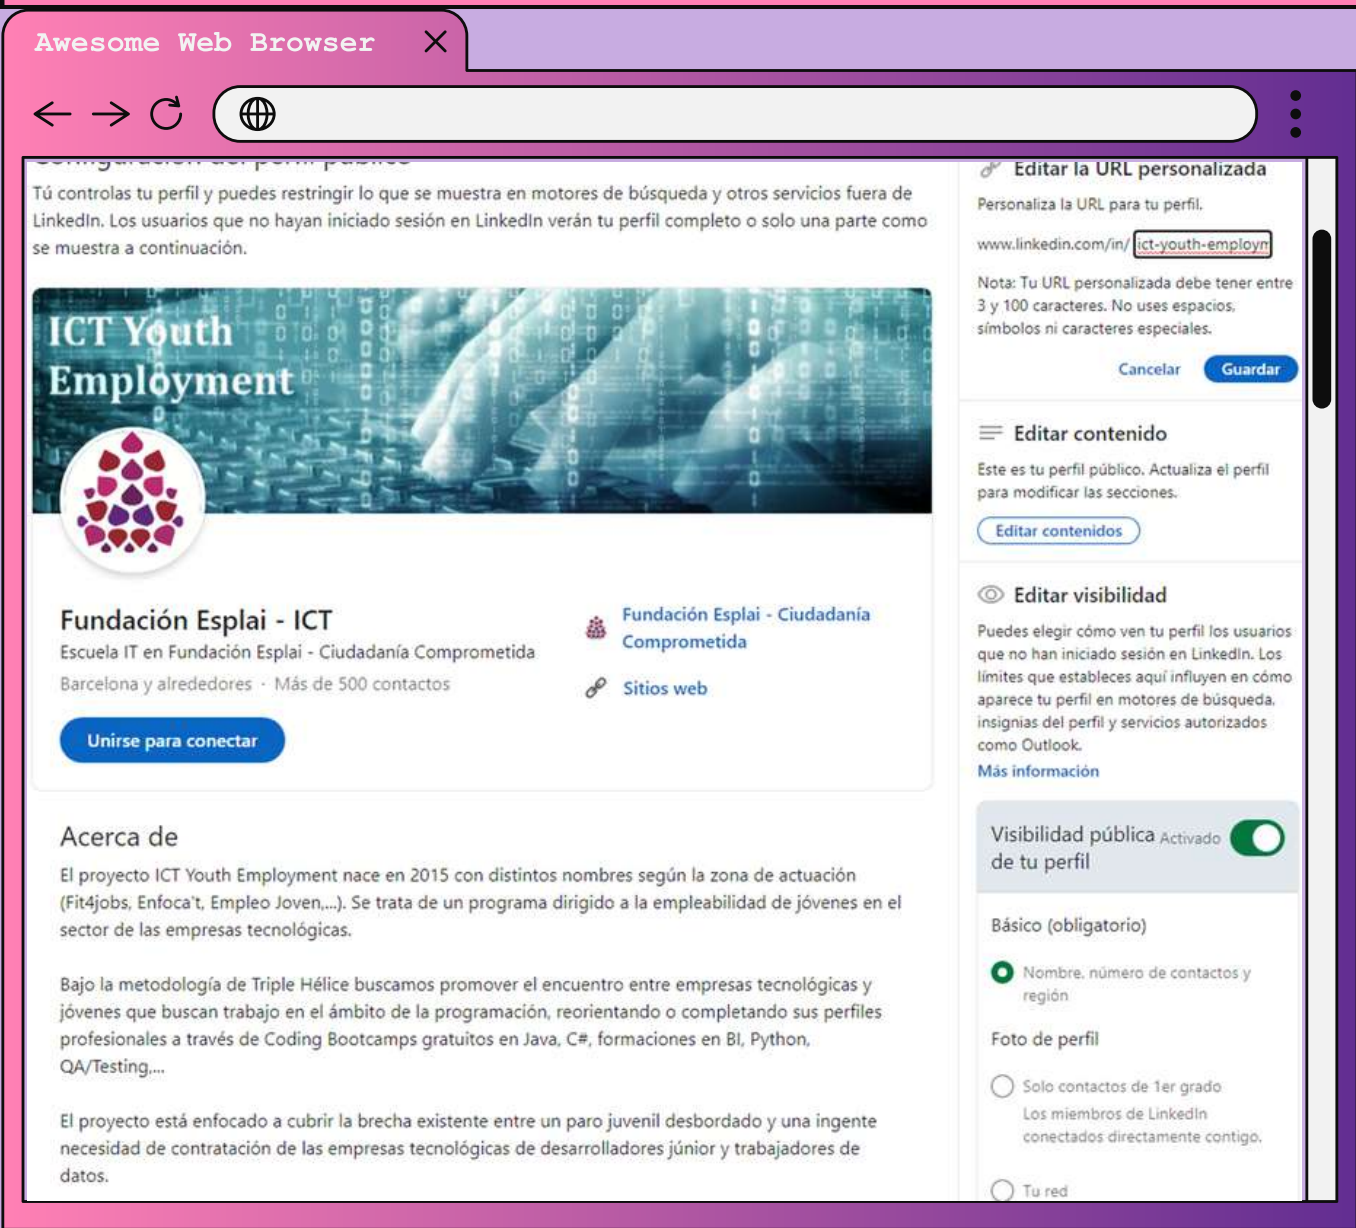 Awesome Web Browser
Configuración del perfil público
Tú controlas tu perfil y puedes restringir lo que se muestra en motores de búsqueda y otros servicios fuera de
LinkedIn. Los usuarios que no hayan iniciado sesión en LinkedIn verán tu perfil completo o solo una parte como
se muestra a continuación.
ICT Youth
Employment
Fundación Esplai - ICT
Escuela IT en Fundación Esplai - Ciudadanía Comprometida
Barcelona y alrededores · Más de 500 contactos
Unirse para conectar
Fundación Esplai - Ciudadanía
Comprometida
Sitios web
Acerca de
El proyecto ICT Youth Employment nace en 2015 con distintos nombres según la zona de actuación
(Fit4jobs, Enfoca't, Empleo Joven,...). Se trata de un programa dirigido a la empleabilidad de jóvenes en el
sector de las empresas tecnológicas.
Bajo la metodología de Triple Hélice buscamos promover el encuentro entre empresas tecnológicas y
jóvenes que buscan trabajo en el ámbito de la programación, reorientando o completando sus perfiles
profesionales a través de Coding Bootcamps gratuitos en Java, C#, formaciones en BI, Python,
QA/Testing,...
El proyecto está enfocado a cubrir la brecha existente entre un paro juvenil desbordado y una ingente
necesidad de contratación de las empresas tecnológicas de desarrolladores júnior y trabajadores de
datos.
Editar la URL personalizada
Personaliza la URL para tu perfil.
www.linkedin.com/in/ ict-youth-employm
Nota: Tu URL personalizada debe tener entre
3 y 100 caracteres. No uses espacios,
símbolos ni caracteres especiales.
Cancelar Guardar
Editar contenido
Este es tu perfil público. Actualiza el perfil
para modificar las secciones.
Editar contenidos
Editar visibilidad
Puedes elegir cómo ven tu perfil los usuarios
que no han iniciado sesión en LinkedIn. Los
límites que estableces aquí influyen en cómo
aparece tu perfil en motores de búsqueda,
insignias del perfil y servicios autorizados
como Outlook.
Más información
Visibilidad pública Activado
de tu perfil
Básico (obligatorio)
Nombre, número de contactos y
región
Foto de perfil
Solo contactos de 1er grado
Los miembros de LinkedIn
conectados directamente contigo.
Tu red